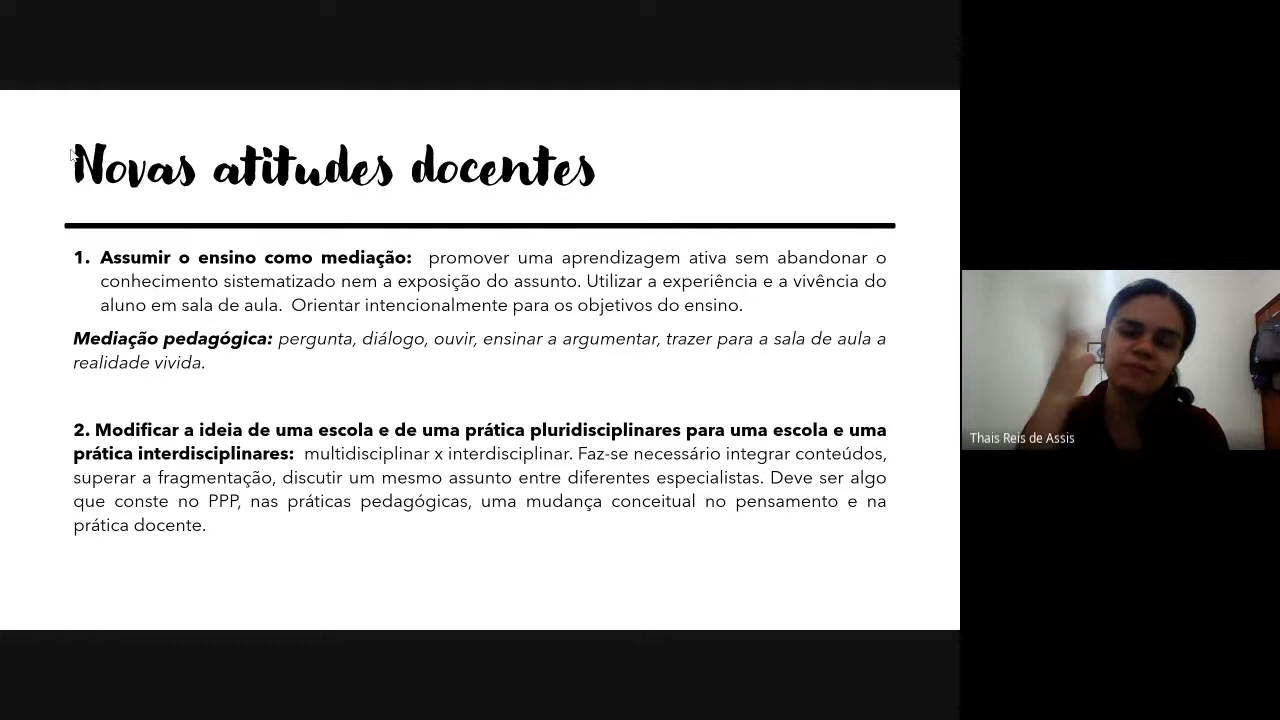 Novas atitudes docentes
1. Assumir o ensino como mediação: promover uma aprendizagem ativa sem abandonar o
conhecimento sistematizado nem a exposição do assunto. Utilizar a experiência e a vivência do
aluno em sala de aula. Orientar intencionalmente para os objetivos do ensino.
Mediação pedagógica: pergunta, diálogo, ouvir, ensinar a argumentar, trazer para a sala de aula a
realidade vivida.
2. Modificar a ideia de uma escola e de uma prática pluridisciplinares para uma escola e uma
prática interdisciplinares: multidisciplinar x interdisciplinar. Faz-se necessário integrar conteúdos,
superar a fragmentação, discutir um mesmo assunto entre diferentes especialistas. Deve ser algo
que conste no PPP, nas práticas pedagógicas, uma mudança conceitual no pensamento e na
prática docente.
Thais Reis de Assis